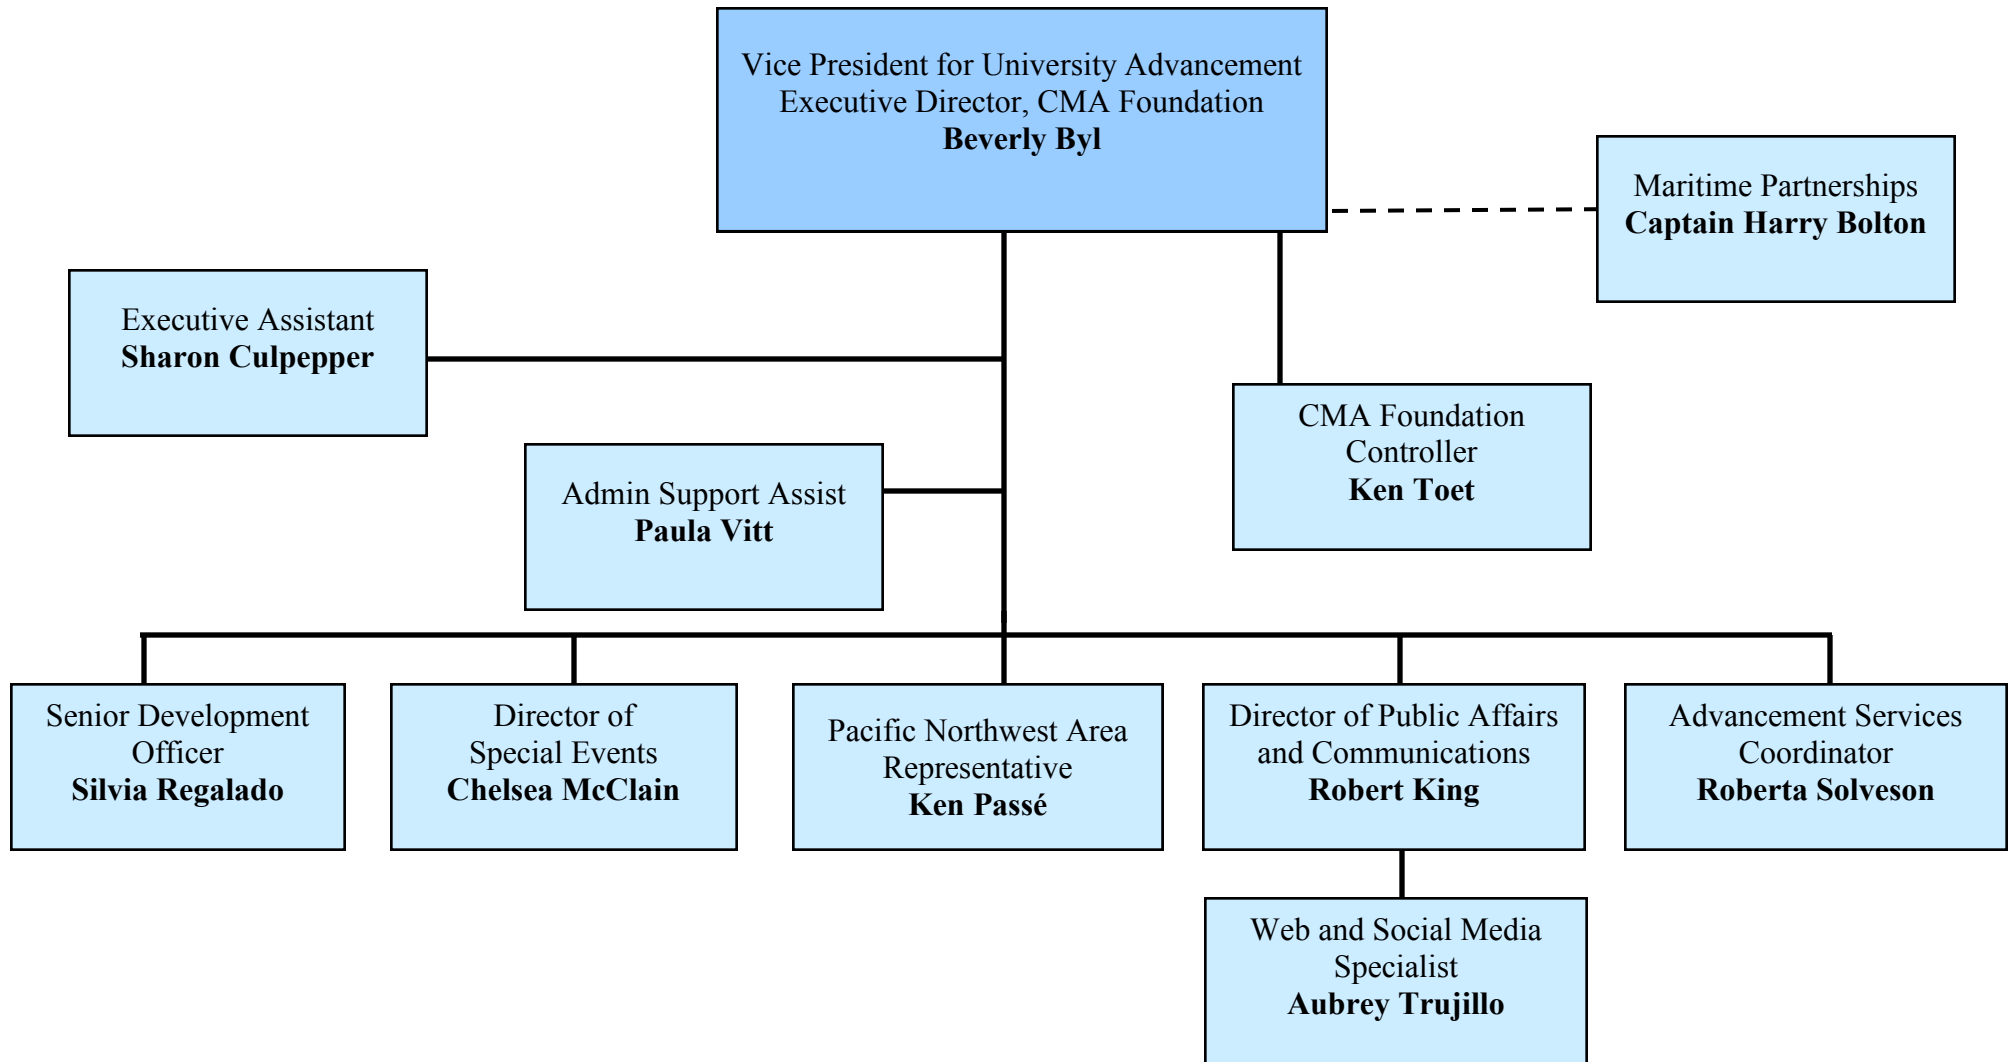 Vice President for University Advancement
Executive Director, CMA Foundation
Beverly Byl
Maritime Partnerships
Captain Harry Bolton
Executive Assistant
Sharon Culpepper
CMA Foundation
Controller
Ken Toet
Admin Support Assist
Paula Vitt
Senior Development
Officer
Silvia Regalado
Director of
Special Events
Chelsea McClain
Pacific Northwest Area
Representative
Ken Passé
Director of Public Affairs
and Communications
Robert King
Advancement Services
Coordinator
Roberta Solveson
Web and Social Media
Specialist
Aubrey Trujillo